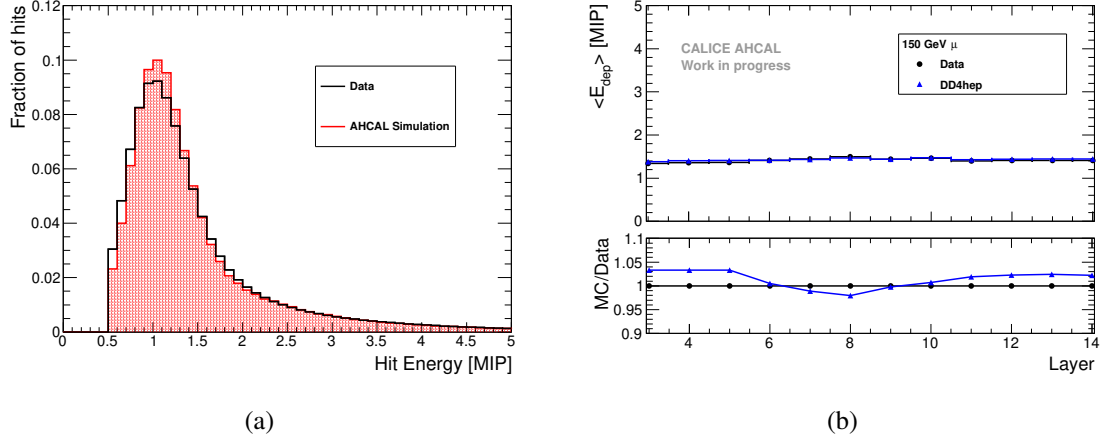 Fraction of hits
0.12
0.1
0.08
0.06
0.04
0.02
0
0 0.5 1 1.5 2 2.5 3 3.5 4 4.5 5
Hit Energy [MIP]
Data
AHCAL Simulation
(a)
<E_dep> [MIP]
5
4
3
2
1
0
CALICE AHCAL
Work in progress
150 GeV μ
Data
DD4hep
MC/Data
1.1
1.05
1
0.95
0.9
4 6 8 10 12 14
Layer
(b)